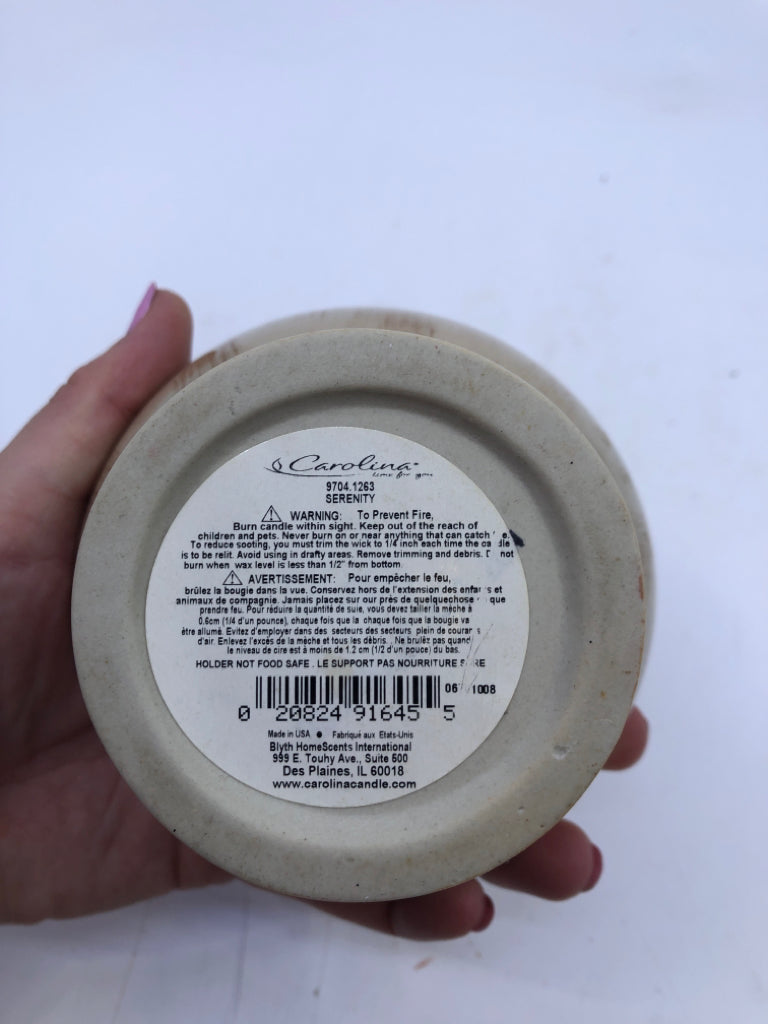 Carolina
home for you
9704.1263
SERENITY
WARNING: To Prevent Fire,
Burn candle within sight. Keep out of the reach of
children and pets. Never burn on or near anything that can catch
To reduce sooting, you must trim the wick to 1/4 inch each time the
is to be relit. Avoid using in drafty areas. Remove trimming and debris. not
burn when wax level is less than 1/2" from bottom.
AVERTISSEMENT: Pour empêcher le feu,
brûlez la bougie dans la vue. Conservez hors de l'extension des et
animaux de compagnie. Jamais placez sur our près de quelquechose que
prendre feu. Pour réduire la quantité de suie, vous devez tailler la mèche à
0.6cm (1/4 d'un pounce), chaque fois que la chaque fois que la bougie va
être allumé. Evitez d'employer dans des secteurs des secteurs plein de
d'air. Enlevez l'excès de la mèche et tous les débris. Ne brulez pas
le niveau de cire est à moins de 1.2 cm (1/2 d'un pouce) du bas.
HOLDER NOT FOOD SAFE . LE SUPPORT PAS NOURRITURE
06 1008
0 20824 91645 5
Made in USA ● Fabriqué aux Etats-Unis
Blyth HomeScents International
999 E. Touhy Ave., Suite 500
Des Plaines, IL 60018
www.carolinacandle.com